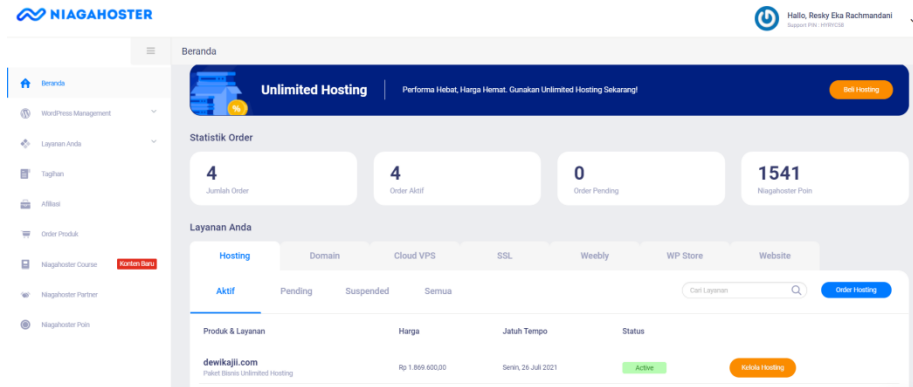 NIAGAHOSTER
Hallo, Resky Eka Rachmandani
Support PIN :
Beranda
Beranda
WordPress Management
Layanan Anda
Tagihan
Afiliasi
Order Produk
Niagahoster Course Konten Baru
Niagahoster Partner
Niagahoster Poin
Unlimited Hosting Performa Hebat, Harga Hemat. Gunakan Unlimited Hosting Sekarang! Beli Hosting
%
Statistik Order
4 4 0 1541
Jumlah Order Order Aktif Order Pending Niagahoster Poin
Layanan Anda
Hosting Domain Cloud VPS SSL Weebly WP Store Website
Aktif Pending Suspended Semua Cari Layanan Order Hosting
Produk & Layanan Harga Jatuh Tempo Status
dewikajii.com Rp 1.869.600,00 Senin, 26 Juli 2021 Active Kelola Hosting
Paket Bisnis Unlimited Hosting